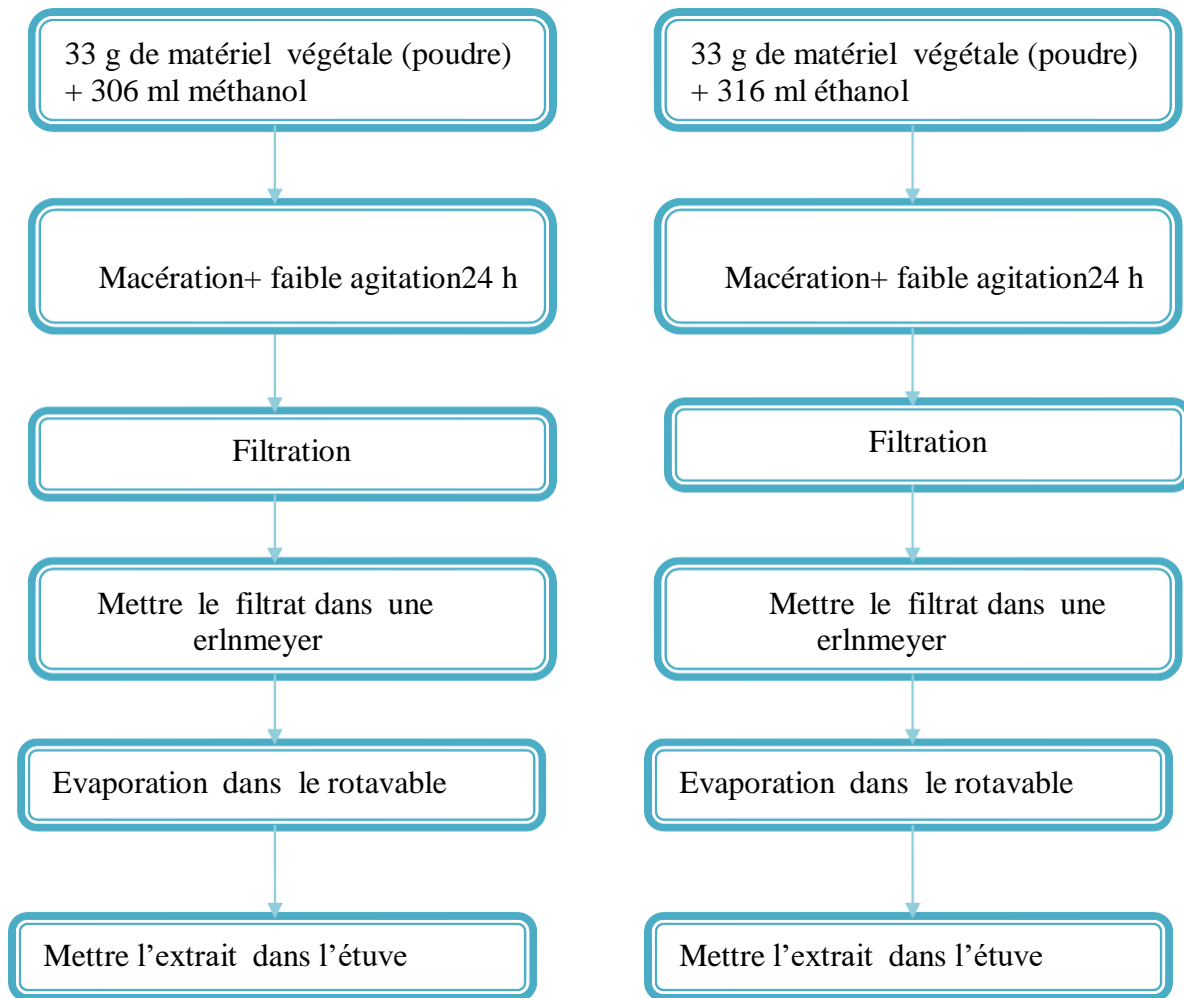 33 g de matériel végétale (poudre)
+ 306 ml méthanol
Macération+ faible agitation24 h
Filtration
Mettre le filtrat dans une
erlnmeyer
Evaporation dans le rotavable
Mettre l’extrait dans l’étuve
33 g de matériel végétale (poudre)
+ 316 ml éthanol
Macération+ faible agitation24 h
Filtration
Mettre le filtrat dans une
erlnmeyer
Evaporation dans le rotavable
Mettre l’extrait dans l’étuve